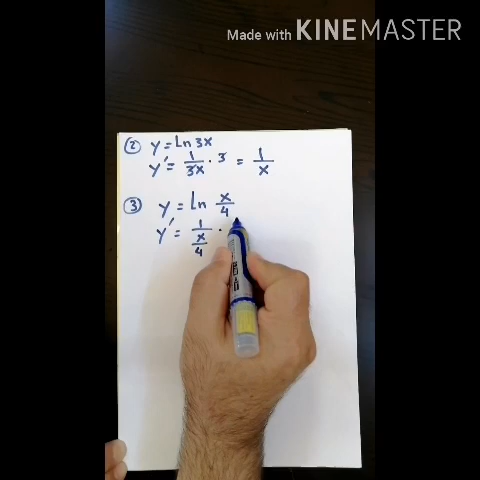 Made with KINEMASTER
② y = ln 3x
y' = 1/3x · 3 = 1/x
③ y = ln x/4
y' = 1/(x/4) ·